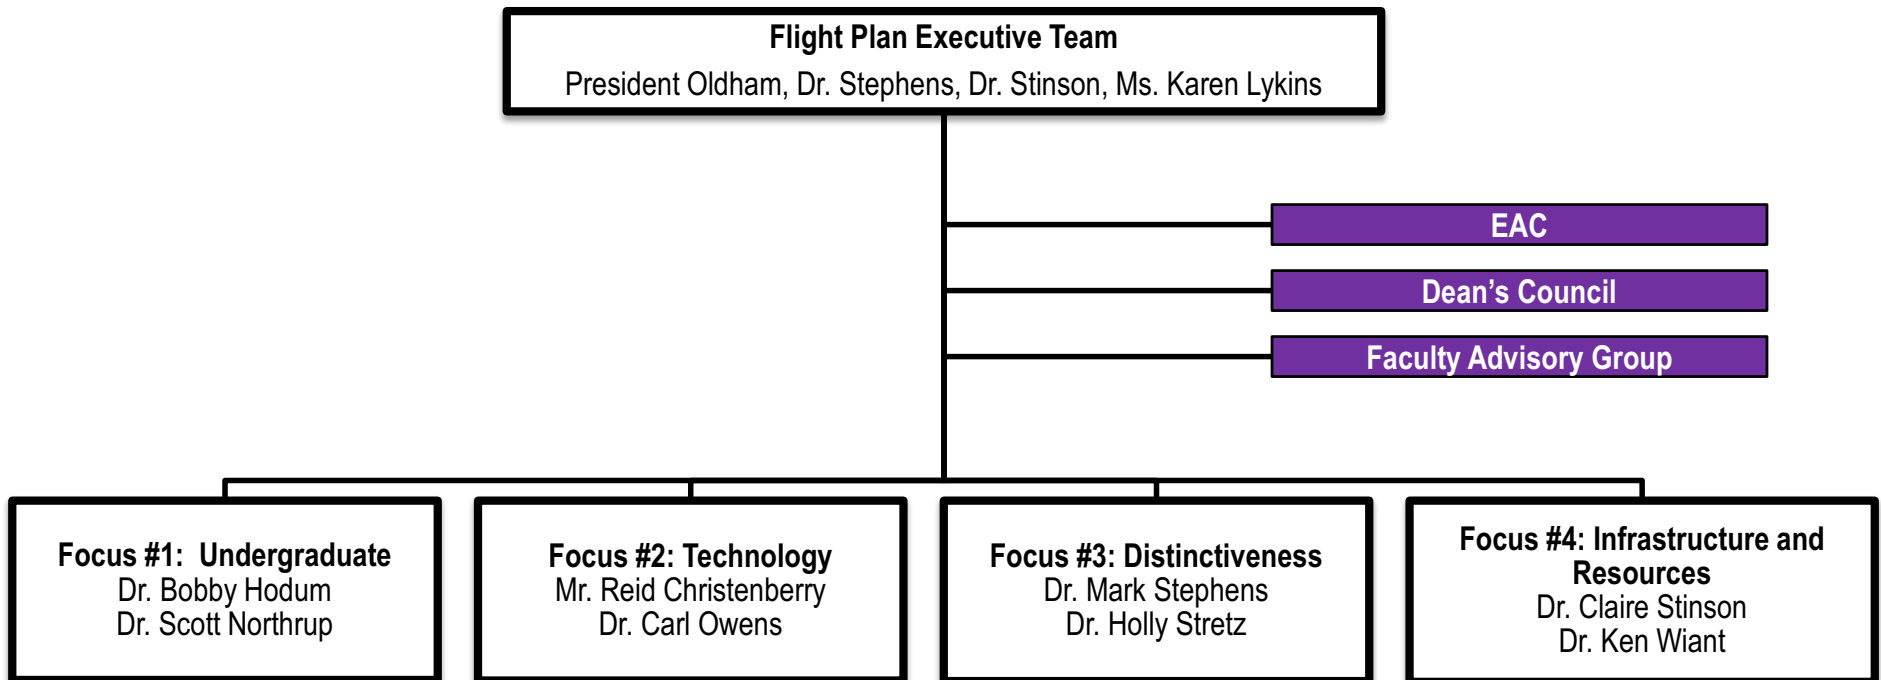 Flight Plan Executive Team
President Oldham, Dr. Stephens, Dr. Stinson, Ms. Karen Lykins
EAC
Dean’s Council
Faculty Advisory Group
Focus #1:  Undergraduate
Dr. Bobby Hodum
Dr. Scott Northrup
Focus #2: Technology
Mr. Reid Christenberry
Dr. Carl Owens
Focus #3: Distinctiveness
Dr. Mark Stephens
Dr. Holly Stretz
Focus #4: Infrastructure and
Resources
Dr. Claire Stinson
Dr. Ken Wiant